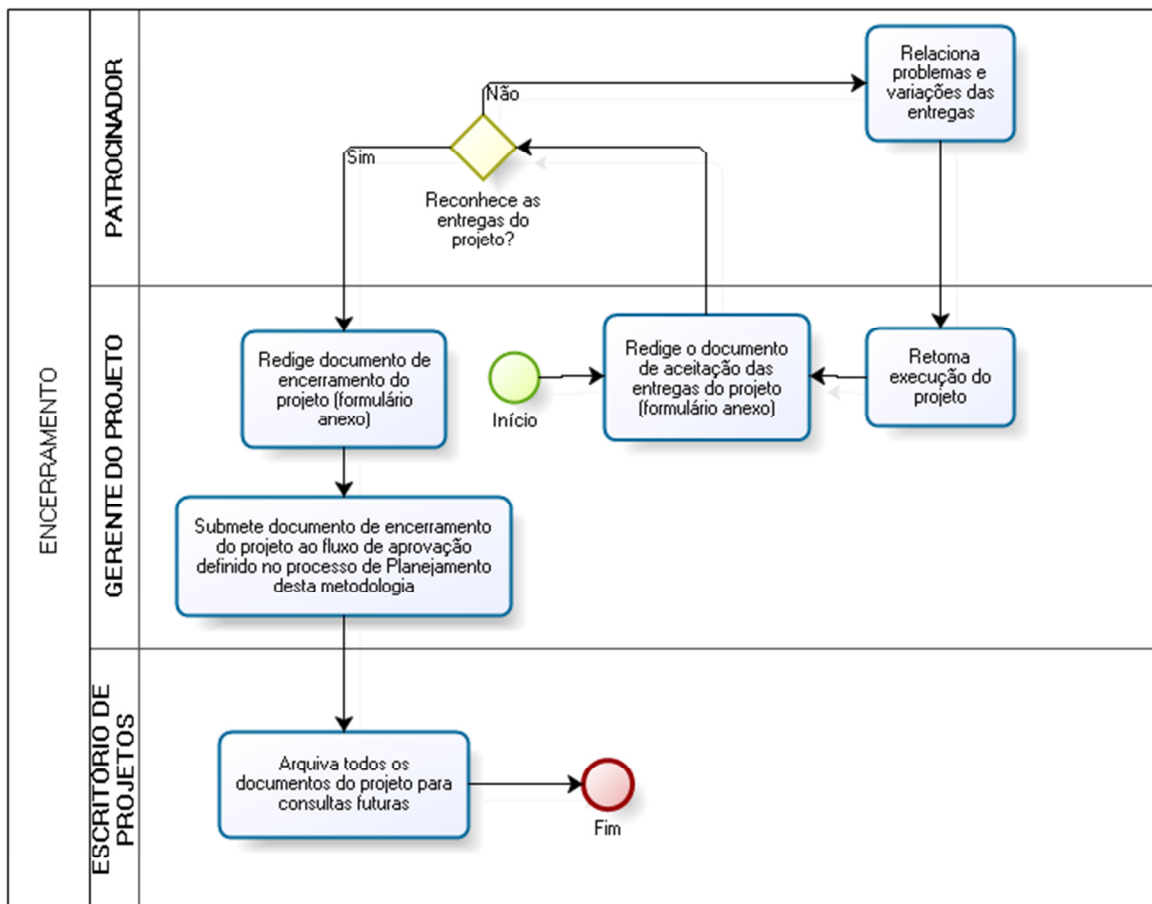 ENCERRAMENTO
PATROCINADOR
Não
Sim
Reconhece as
entregas do
projeto?
Relaciona
problemas e
variações das
entregas
GERENTE DO PROJETO
Redige documento de
encerramento do
projeto (formulário
anexo)
Início
Redige o documento
de aceitação das
entregas do projeto
(formulário anexo)
Retoma
execução do
projeto
Submete documento de encerramento
do projeto ao fluxo de aprovação
definido no processo de Planejamento
desta metodologia
ESCRITÓRIO DE
PROJETOS
Arquiva todos os
documentos do projeto para
consultas futuras
Fim